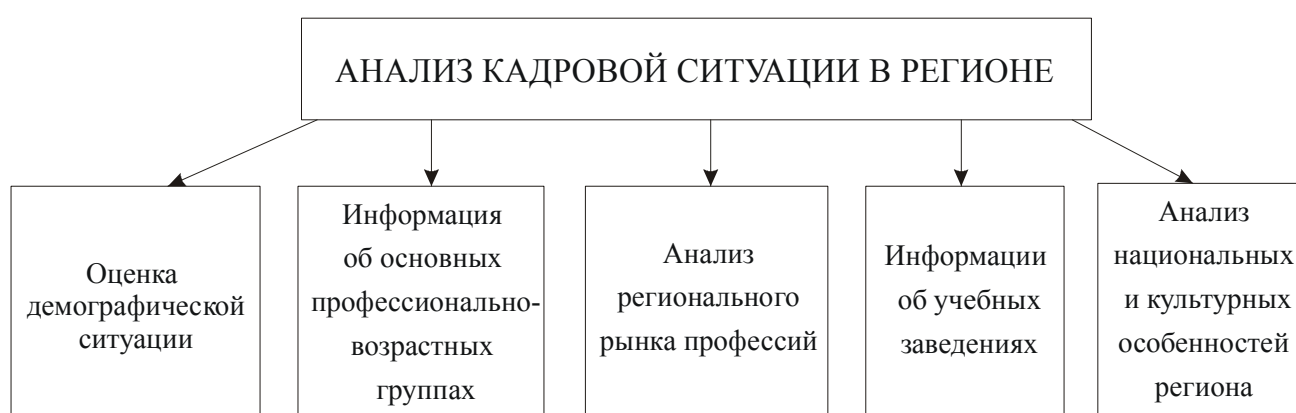 АНАЛИЗ КАДРОВОЙ СИТУАЦИИ В РЕГИОНЕ
Оценка
демографической
ситуации
Информация
об основных
профессионально-
возрастных
группах
Анализ
регионального
рынка профессий
Информации
об учебных
заведениях
Анализ
национальных
и культурных
особенностей
региона